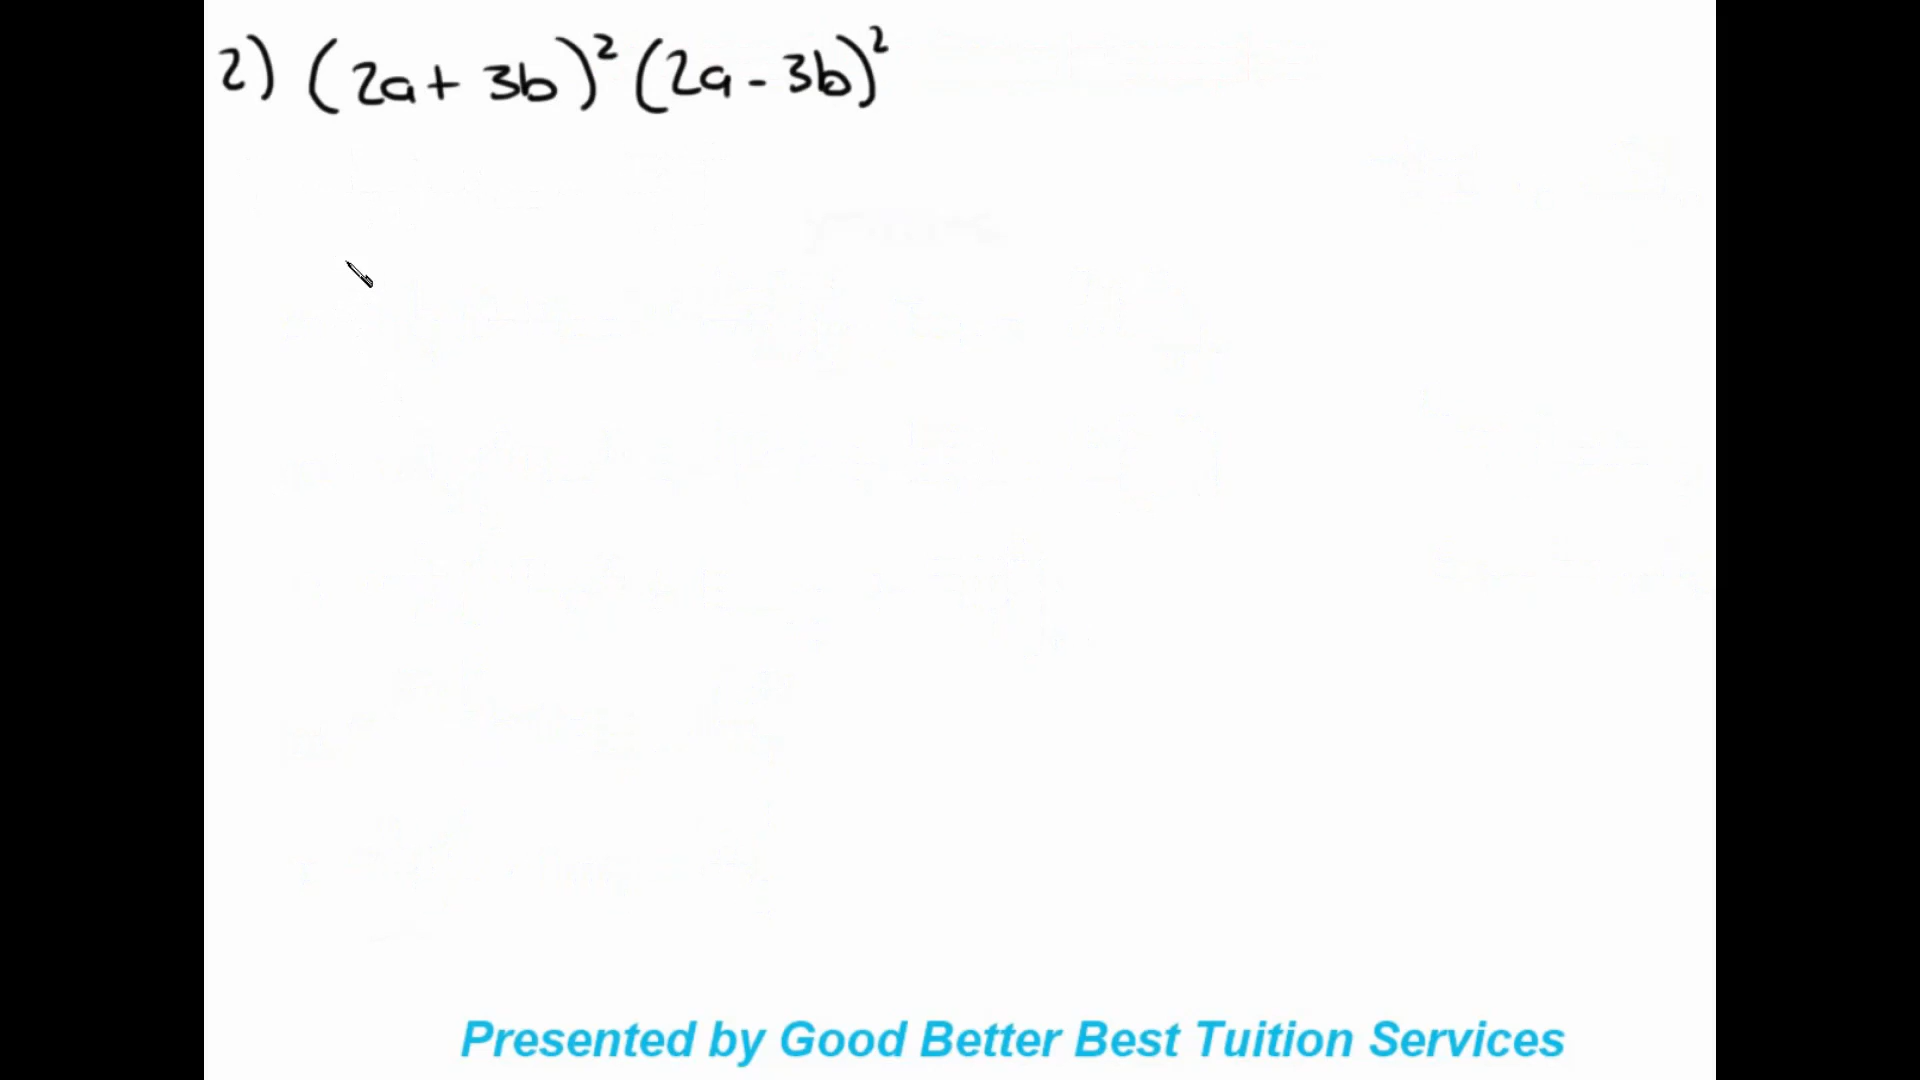 2) (2a + 3b)² (2a - 3b)²
Presented by Good Better Best Tuition Services